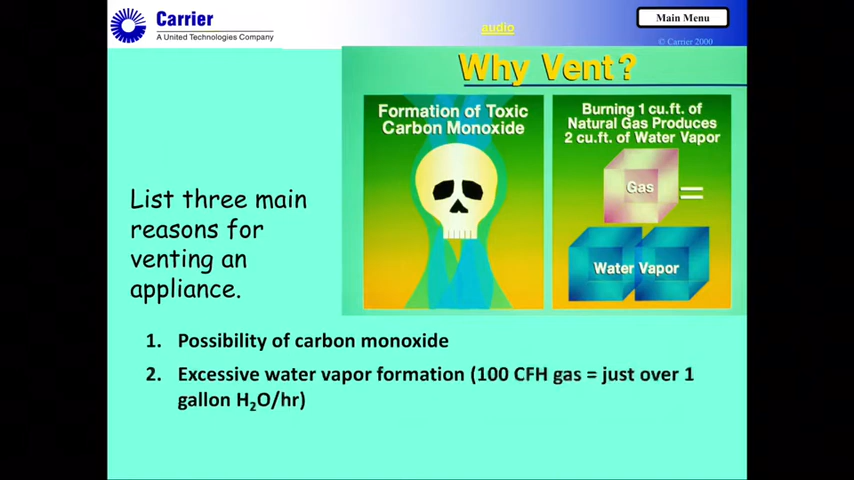 Carrier
A United Technologies Company
audio
Main Menu
© Carrier 2000
Why Vent?
Formation of Toxic
Carbon Monoxide
Burning 1 cu.ft. of
Natural Gas Produces
2 cu.ft. of Water Vapor
Gas =
Water Vapor
List three main
reasons for
venting an
appliance.
1. Possibility of carbon monoxide
2. Excessive water vapor formation (100 CFH gas = just over 1
gallon H₂O/hr)